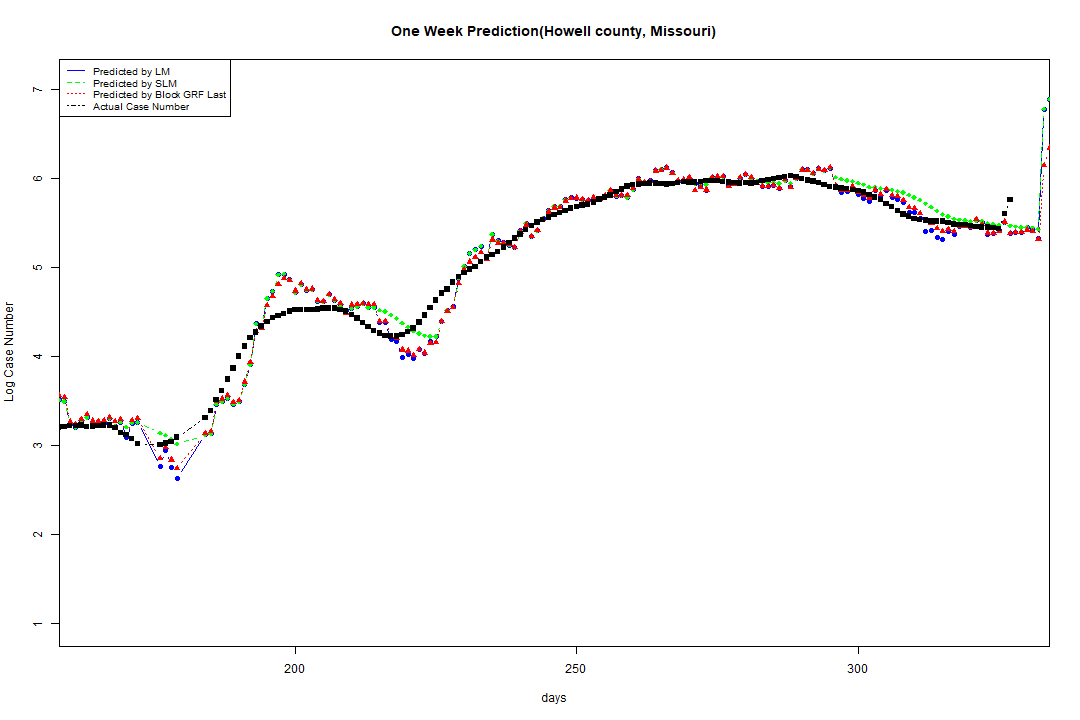 One Week Prediction(Howell county, Missouri)
Predicted by LM
Predicted by SLM
Predicted by Block GRF Last
Actual Case Number
7
6
5
4
3
2
1
Log Case Number
200
250
300
days